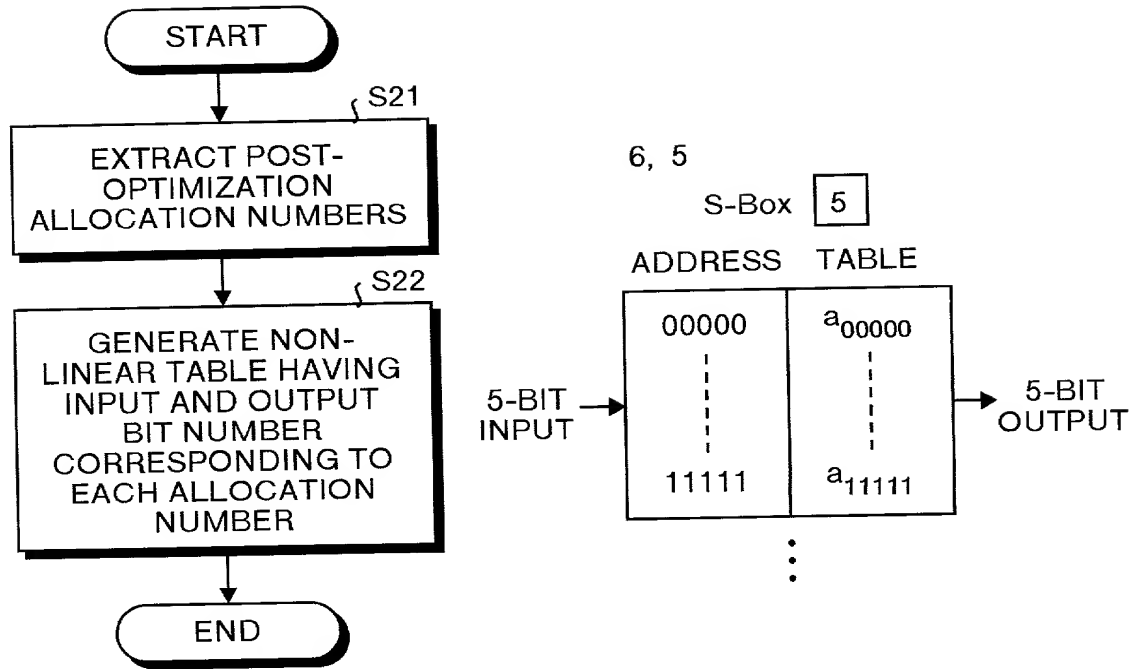 START
S21
EXTRACT POST-
OPTIMIZATION
ALLOCATION NUMBERS
S22
GENERATE NON-
LINEAR TABLE HAVING
INPUT AND OUTPUT
BIT NUMBER
CORRESPONDING TO
EACH ALLOCATION
NUMBER
END
6, 5
S-Box 5
ADDRESS TABLE
00000 a00000
5-BIT
INPUT
5-BIT
OUTPUT
11111 a11111